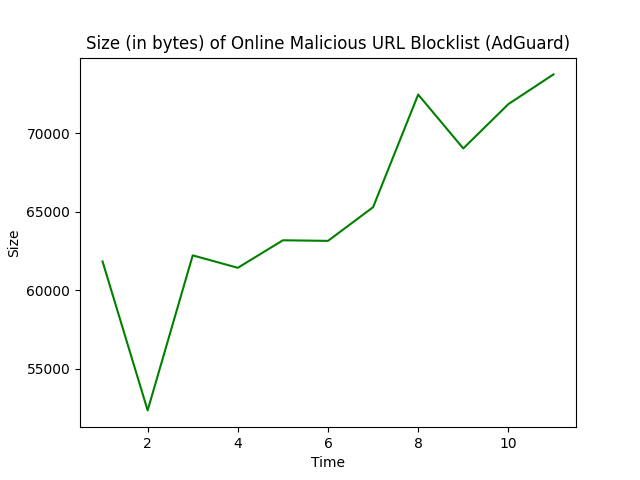 Size (in bytes) of Online Malicious URL Blocklist (AdGuard)
70000
65000
60000
55000
Size
2 4 6 8 10
Time